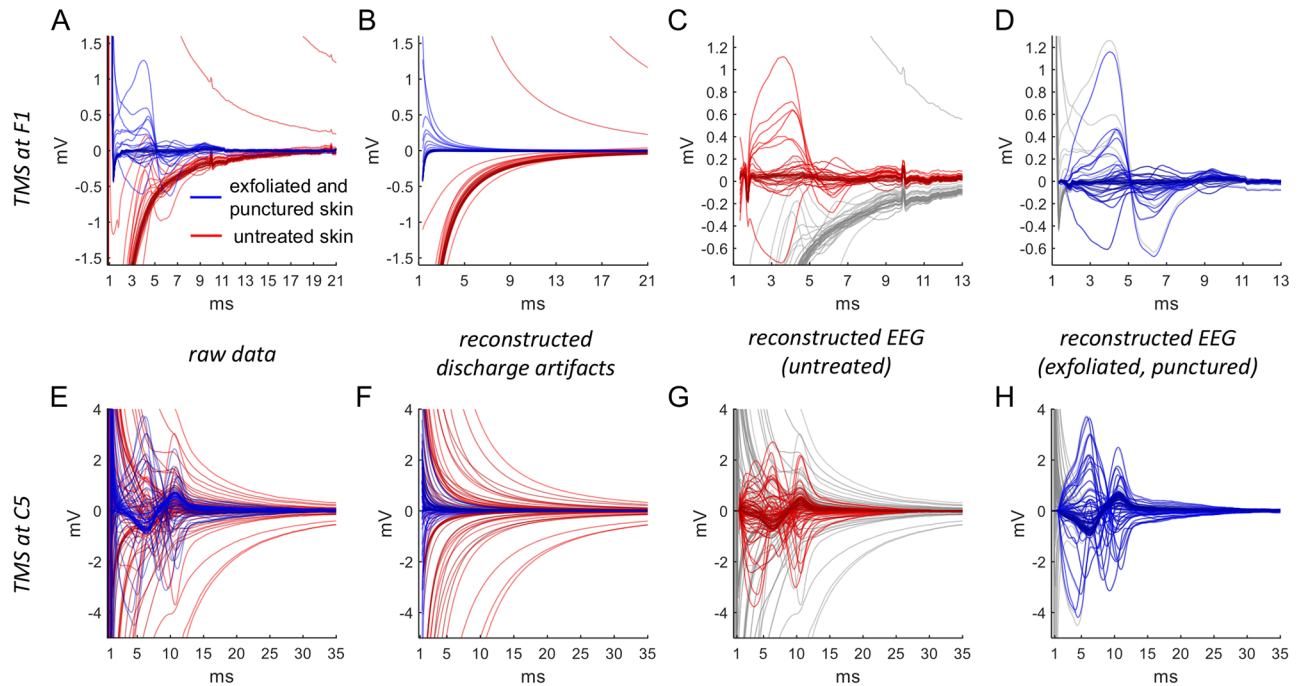 A
B
C
D
TMS at F1
mV
1.5
1
0.5
0
-0.5
-1
-1.5
exfoliated and
punctured skin
untreated skin
1 3 5 7 9 11 13 15 17 19 21
ms
mV
1.5
1
0.5
0
-0.5
-1
-1.5
1 5 9 13 17 21
ms
mV
1.2
1
0.8
0.6
0.4
0.2
0
-0.2
-0.4
-0.6
1 3 5 7 9 11 13
ms
mV
1.2
1
0.8
0.6
0.4
0.2
0
-0.2
-0.4
-0.6
1 3 5 7 9 11 13
ms
raw data
reconstructed
discharge artifacts
reconstructed EEG
(untreated)
reconstructed EEG
(exfoliated, punctured)
E
F
G
H
TMS at C5
mV
4
2
0
-2
-4
1 5 10 15 20 25 30 35
ms
mV
4
2
0
-2
-4
1 5 10 15 20 25 30 35
ms
mV
4
2
0
-2
-4
1 5 10 15 20 25 30 35
ms
mV
4
2
0
-2
-4
1 5 10 15 20 25 30 35
ms